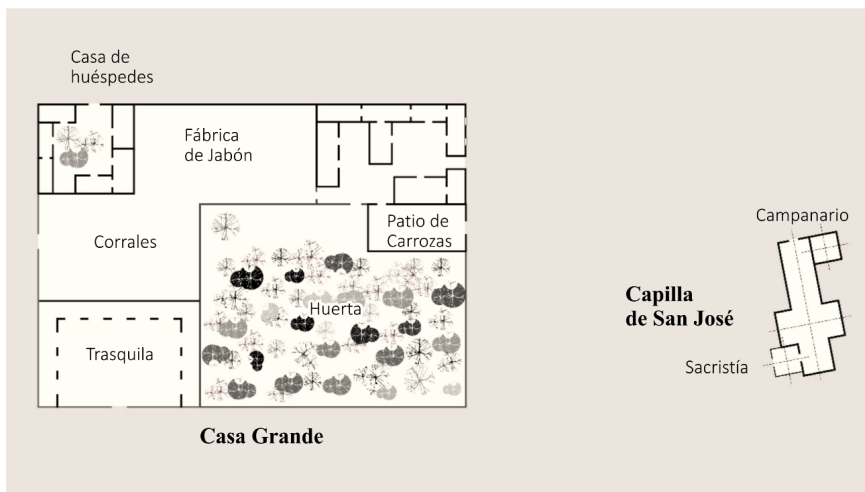 Casa de
huéspedes
Fábrica
de Jabón
Patio de
Carrozas
Corrales
Huerta
Trasquila
Casa Grande
Campanario
Capilla
de San José
Sacristía